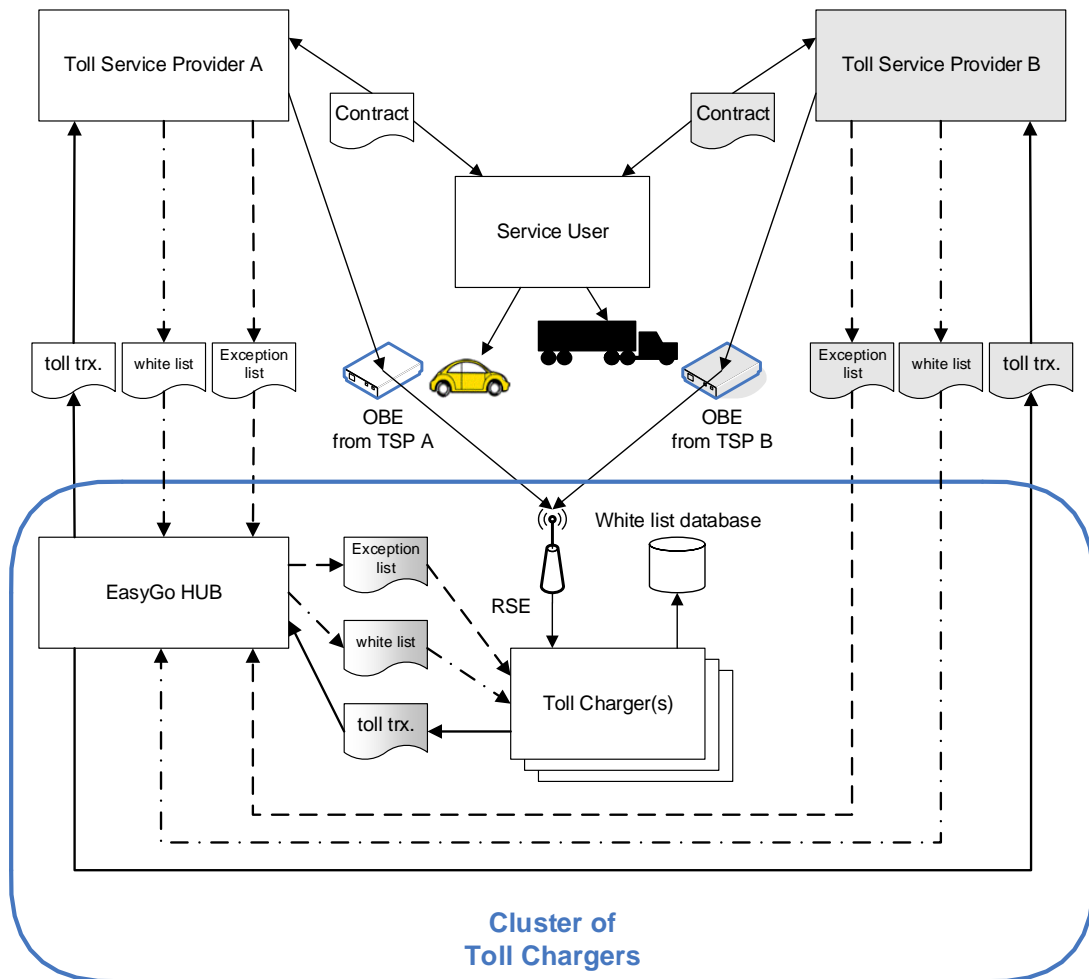 Toll Service Provider A
Toll Service Provider B
Contract
Contract
Service User
toll trx.
white list
Exception
list
Exception
list
white list
toll trx.
OBE
from TSP A
OBE
from TSP B
White list database
EasyGo HUB
Exception
list
RSE
white list
Toll Charger(s)
toll trx.
Cluster of
Toll Chargers